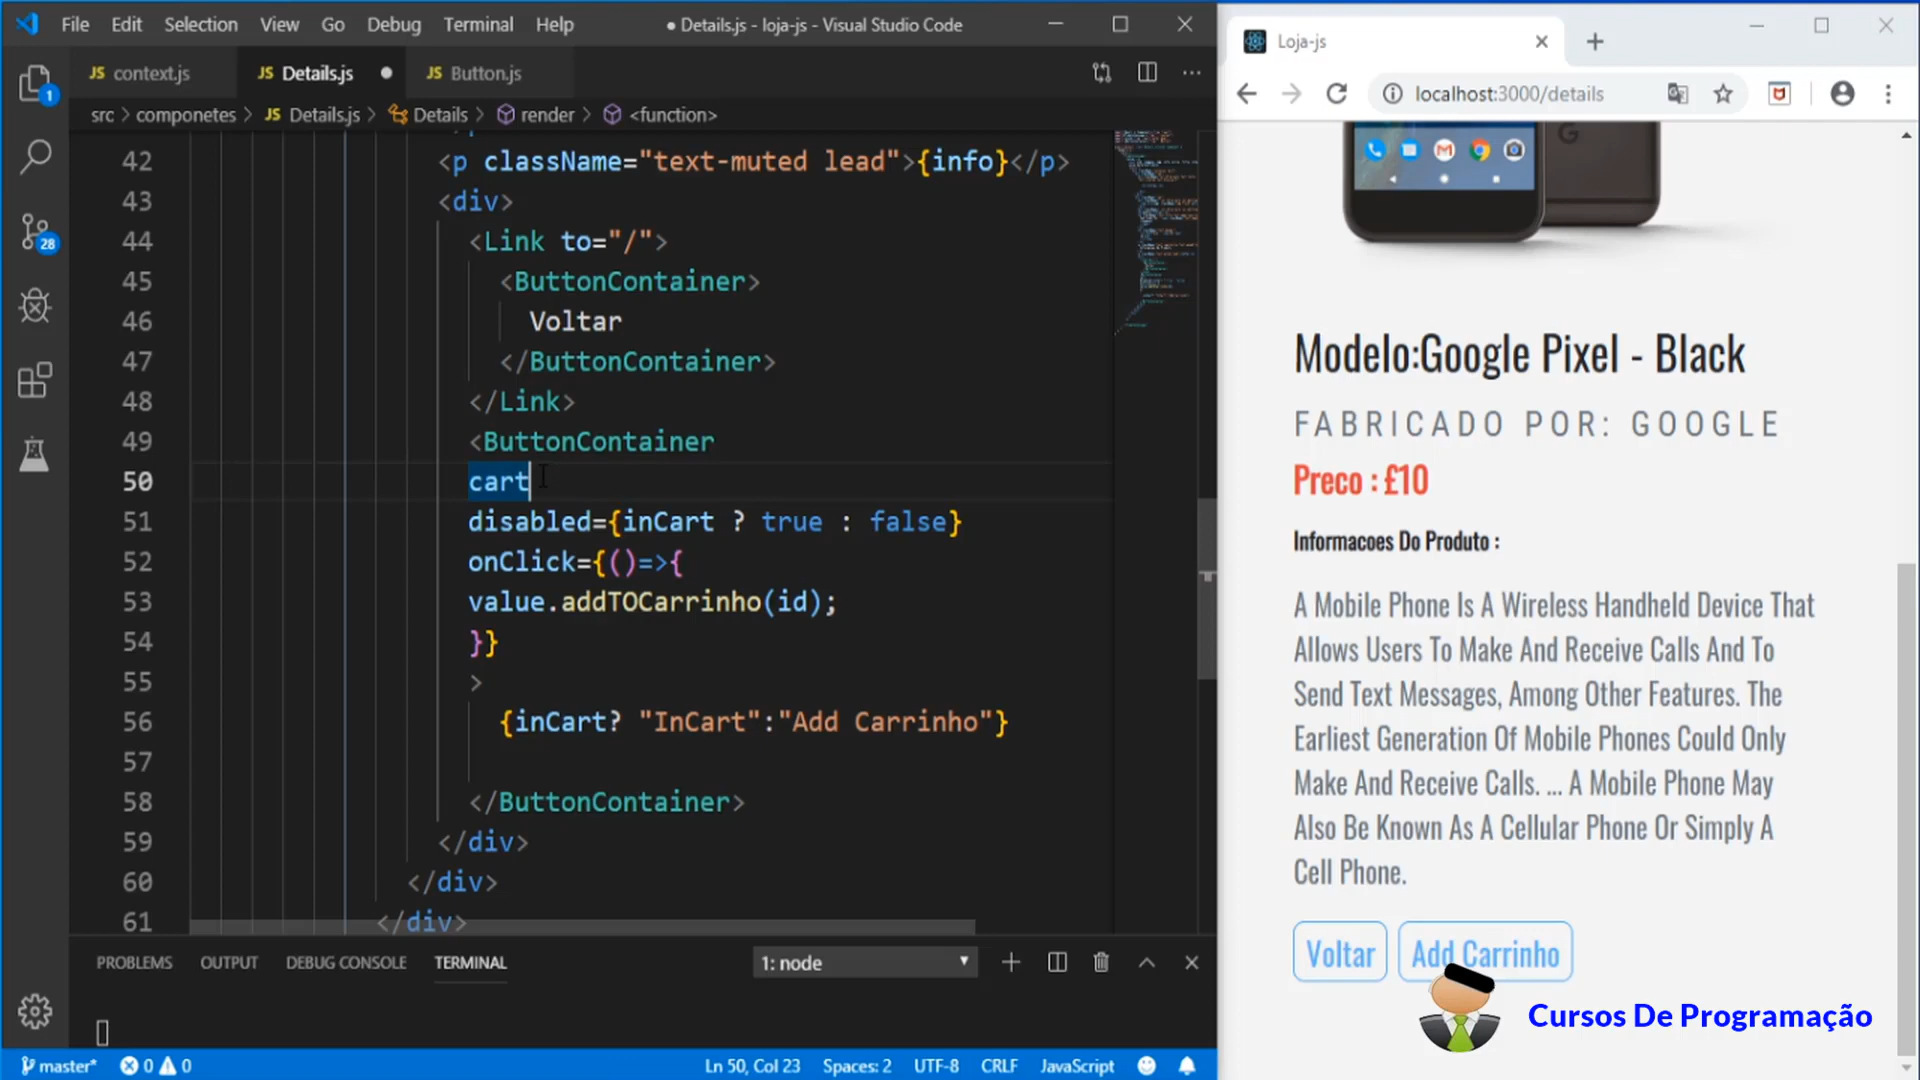 File Edit Selection View Go Debug Terminal Help ● Details.js - loja-js - Visual Studio Code
JS context.js JS Details.js ● JS Button.js
src > componetes > JS Details.js > Details > render > <function>
42 <p className="text-muted lead">{info}</p>
43 <div>
44 <Link to="/">
45 <ButtonContainer>
46 Voltar
47 </ButtonContainer>
48 </Link>
49 <ButtonContainer
50 cart
51 disabled={inCart ? true : false}
52 onClick={()=>{
53 value.addTOCarrinho(id);
54 }}
55 >
56 {inCart? "InCart":"Add Carrinho"}
57
58 </ButtonContainer>
59 </div>
60 </div>
61 </div>
1
28
PROBLEMS OUTPUT DEBUG CONSOLE TERMINAL 1: node
master* 0 0 Ln 50, Col 23 Spaces: 2 UTF-8 CRLF JavaScript
Loja-js
localhost:3000/details
G
Modelo:Google Pixel - Black
FABRICADO POR: GOOGLE
Preco : £10
Informacoes Do Produto :
A Mobile Phone Is A Wireless Handheld Device That
Allows Users To Make And Receive Calls And To
Send Text Messages, Among Other Features. The
Earliest Generation Of Mobile Phones Could Only
Make And Receive Calls. ... A Mobile Phone May
Also Be Known As A Cellular Phone Or Simply A
Cell Phone.
Voltar Add Carrinho
Cursos De Programação